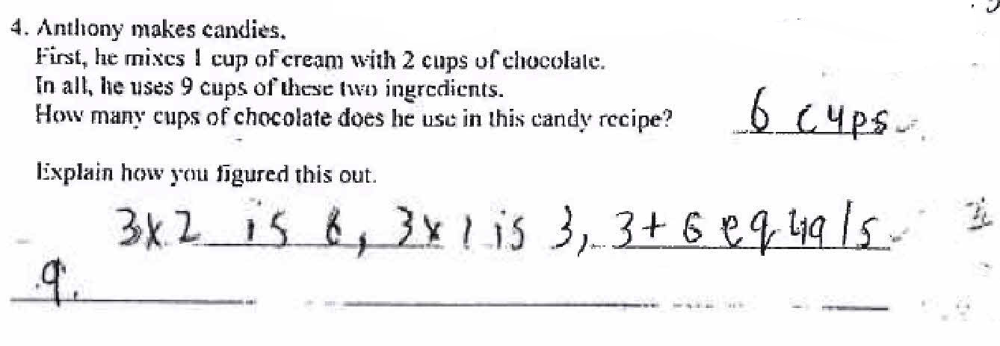 4. Anthony makes candies.
First, he mixes 1 cup of cream with 2 cups of chocolate.
In all, he uses 9 cups of these two ingredients.
How many cups of chocolate does he use in this candy recipe? 6 cups
Explain how you figured this out.
3x2 is 6, 3x1 is 3, 3+6 equals
9.